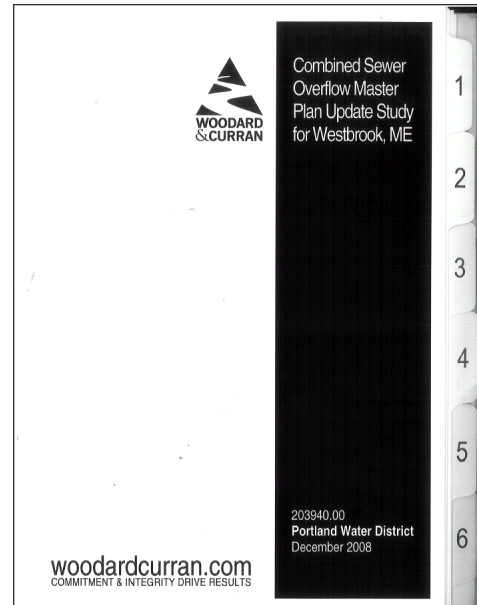 WOODARD
&CURRAN
Combined Sewer
Overflow Master
Plan Update Study
for Westbrook, ME
1
2
3
4
5
6
203940.00
Portland Water District
December 2008
woodardcurran.com
COMMITMENT & INTEGRITY DRIVE RESULTS